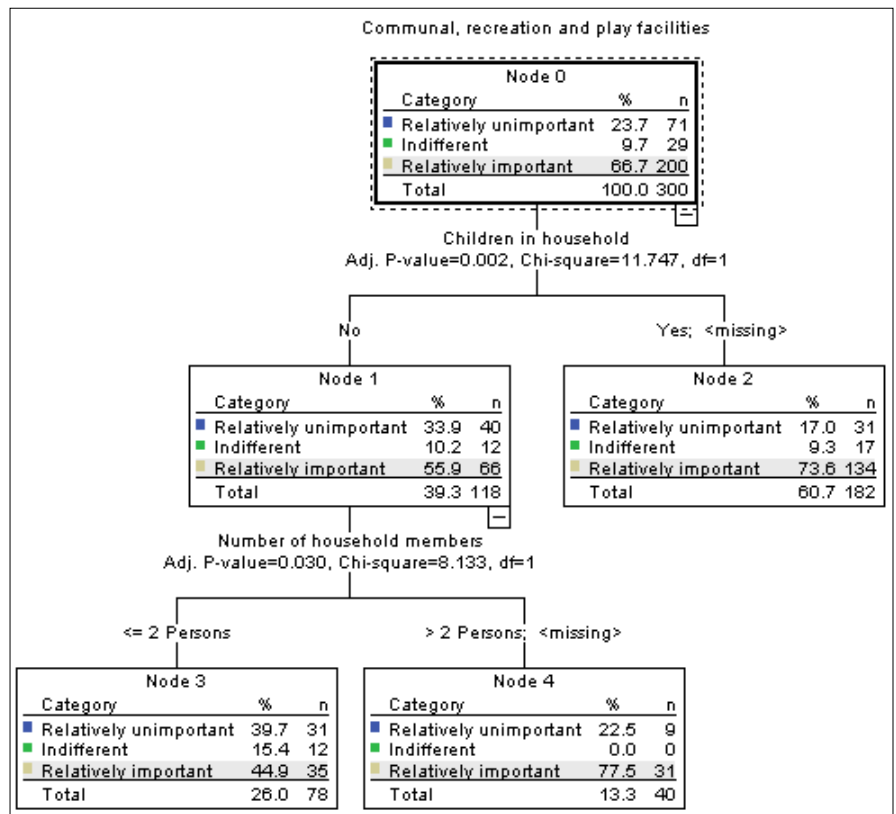 Communal, recreation and play facilities
Node 0
Category % n
Relatively unimportant 23.7 71
Indifferent 9.7 29
Relatively important 66.7 200
Total 100.0 300
Children in household
Adj. P-value=0.002, Chi-square=11.747, df=1
No
Yes; <missing>
Node 1
Category % n
Relatively unimportant 33.9 40
Indifferent 10.2 12
Relatively important 55.9 66
Total 39.3 118
Node 2
Category % n
Relatively unimportant 17.0 31
Indifferent 9.3 17
Relatively important 73.6 134
Total 60.7 182
Number of household members
Adj. P-value=0.030, Chi-square=8.133, df=1
<= 2 Persons
> 2 Persons; <missing>
Node 3
Category % n
Relatively unimportant 39.7 31
Indifferent 15.4 12
Relatively important 44.9 35
Total 26.0 78
Node 4
Category % n
Relatively unimportant 22.5 9
Indifferent 0.0 0
Relatively important 77.5 31
Total 13.3 40